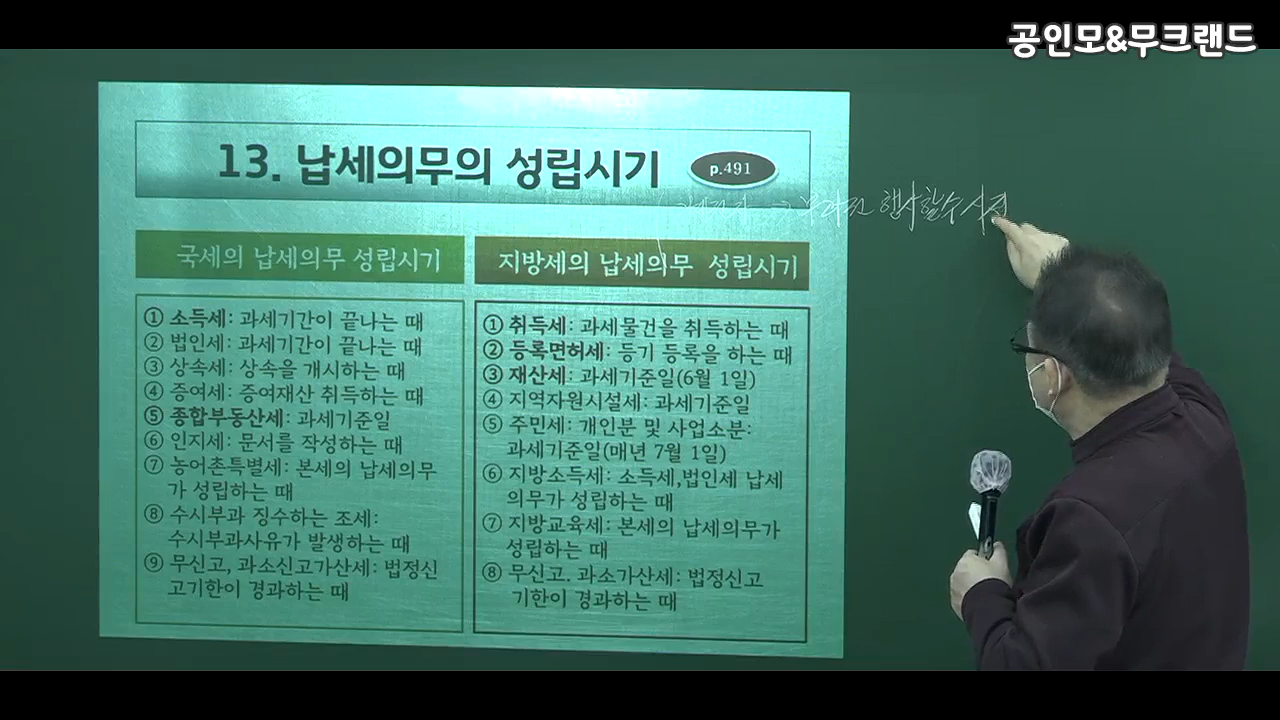 공인모&무크랜드
13. 납세의무의 성립시기
p.491
행사할수
국세의 납세의무 성립시기
① 소득세: 과세기간이 끝나는 때
② 법인세: 과세기간이 끝나는 때
③ 상속세: 상속을 개시하는 때
④ 증여세: 증여재산 취득하는 때
⑤ 종합부동산세: 과세기준일
⑥ 인지세: 문서를 작성하는 때
⑦ 농어촌특별세: 본세의 납세의무
가 성립하는 때
⑧ 수시부과 징수하는 조세:
수시부과사유가 발생하는 때
⑨ 무신고, 과소신고가산세: 법정신
고기한이 경과하는 때
지방세의 납세의무 성립시기
① 취득세: 과세물건을 취득하는 때
② 등록면허세: 등기 등록을 하는 때
③ 재산세: 과세기준일(6월 1일)
④ 지역자원시설세: 과세기준일
⑤ 주민세: 개인분 및 사업소분:
과세기준일(매년 7월 1일)
⑥ 지방소득세: 소득세,법인세 납세
의무가 성립하는 때
⑦ 지방교육세: 본세의 납세의무가
성립하는 때
⑧ 무신고. 과소가산세: 법정신고
기한이 경과하는 때